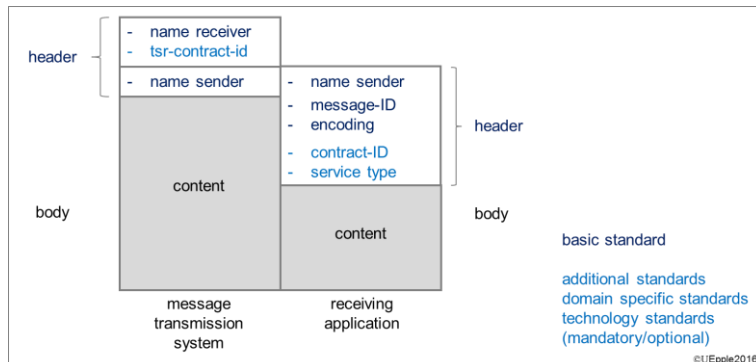 header
- name receiver
- tsr-contract-id
- name sender
content
body
message
transmission
system
- name sender
- message-ID
- encoding
- contract-ID
- service type
content
receiving
application
header
body
basic standard
additional standards
domain specific standards
technology standards
(mandatory/optional)
©UEpple2016